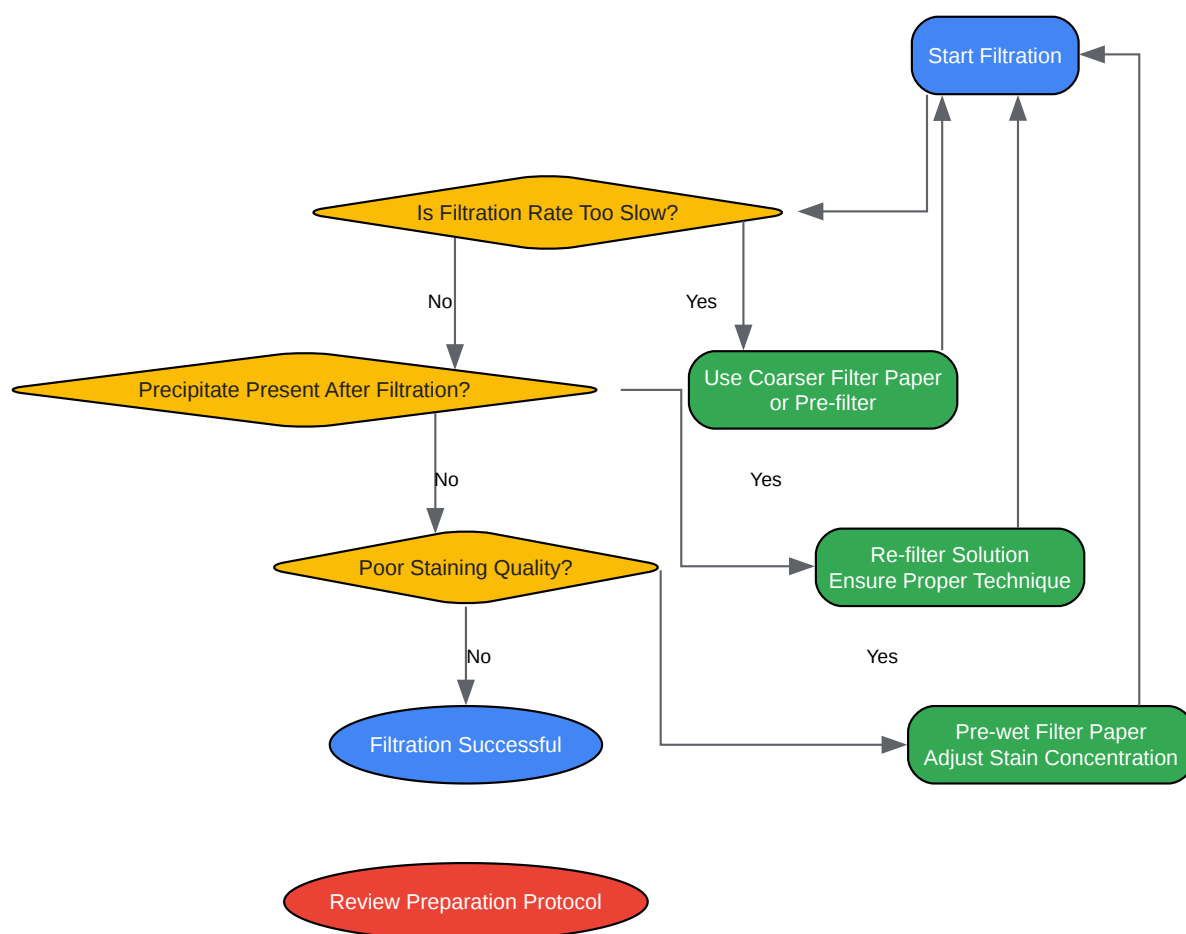 Start Filtration
Is Filtration Rate Too Slow?
No
Yes
Use Coarser Filter Paper
or Pre-filter
Precipitate Present After Filtration?
No
Yes
Re-filter Solution
Ensure Proper Technique
Poor Staining Quality?
No
Yes
Filtration Successful
Pre-wet Filter Paper
Adjust Stain Concentration
Review Preparation Protocol